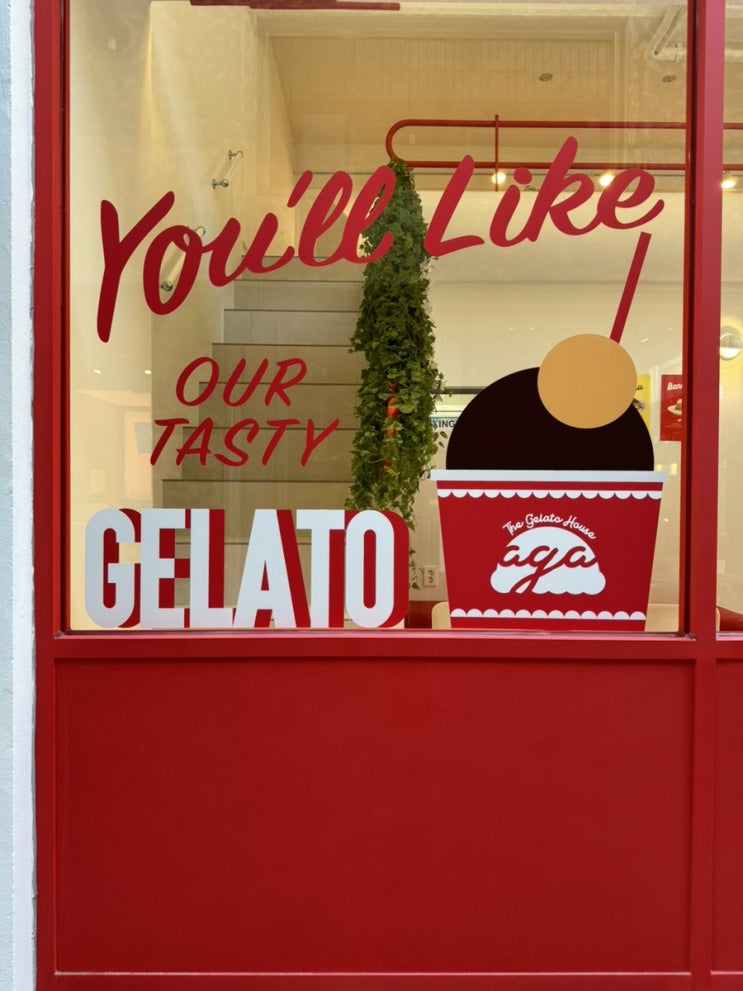 You'll Like
OUR
TASTY
GELATO
The Gelato House
aga